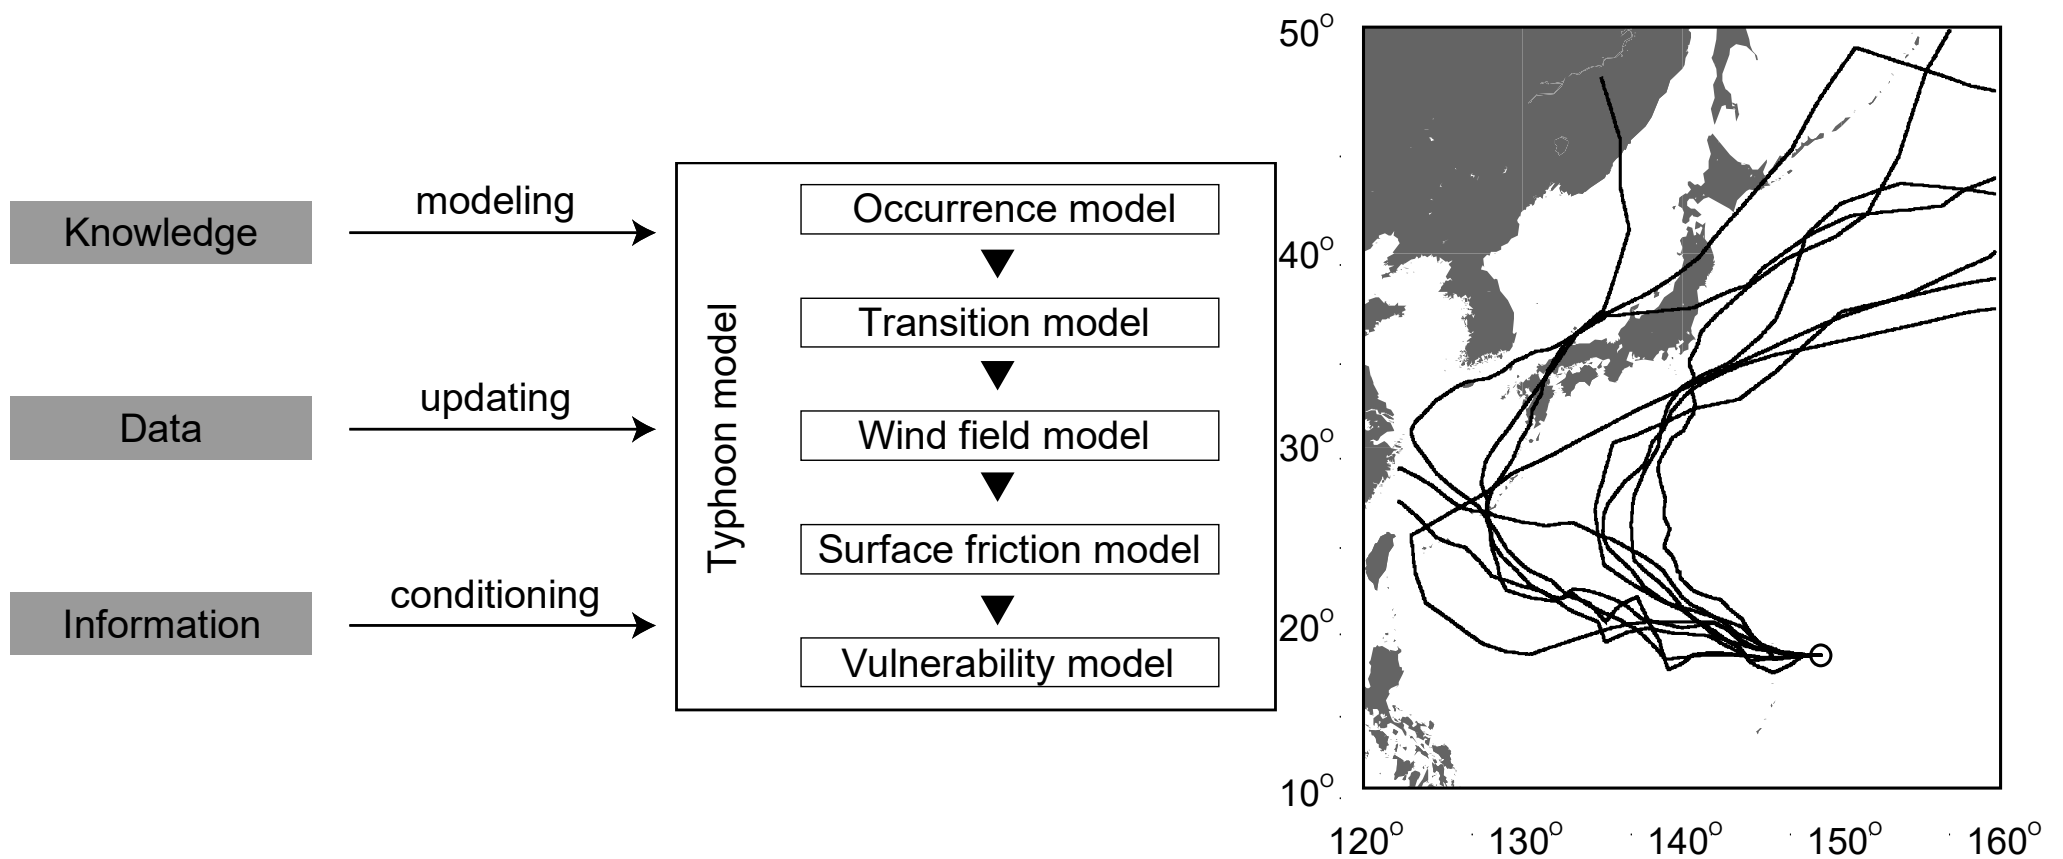 Knowledge
modeling
Data
updating
Information
conditioning
Typhoon model
Occurrence model
Transition model
Wind field model
Surface friction model
Vulnerability model
50°
40°
30°
20°
10°
120° 130° 140° 150° 160°